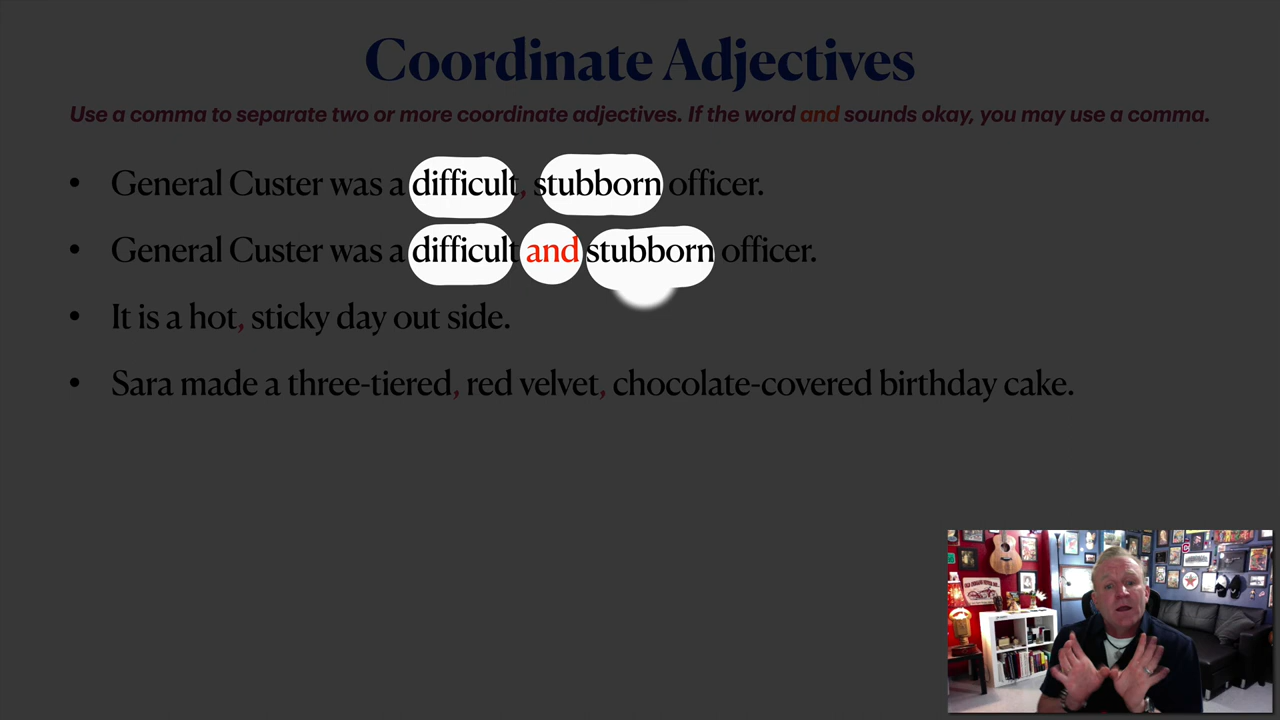 Coordinate Adjectives
Use a comma to separate two or more coordinate adjectives. If the word and sounds okay, you may use a comma.
• General Custer was a difficult, stubborn officer.
• General Custer was a difficult and stubborn officer.
• It is a hot, sticky day out side.
• Sara made a three-tiered, red velvet, chocolate-covered birthday cake.